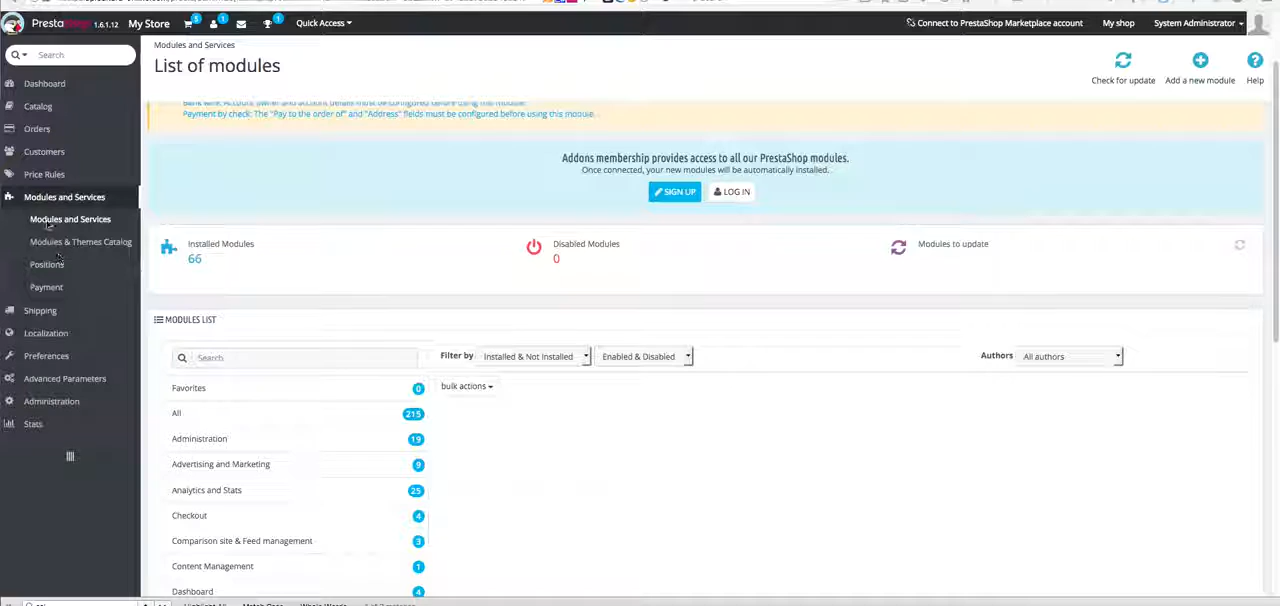 PrestaShop 1.6.1.12 My Store 5 1 1 Quick Access Connect to PrestaShop Marketplace account My shop System Administrator
Search
Dashboard
Catalog
Orders
Customers
Price Rules
Modules and Services
Modules and Services
Modules & Themes Catalog
Positions
Payment
Shipping
Localization
Preferences
Advanced Parameters
Administration
Stats
Modules and Services
List of modules
Check for update
Add a new module
Help
Bank wire: Account owner and account details must be configured before using this module.
Payment by check: The "Pay to the order of" and "Address" fields must be configured before using this module.
Addons membership provides access to all our PrestaShop modules.
Once connected, your new modules will be automatically installed.
SIGN UP LOG IN
Installed Modules
66
Disabled Modules
0
Modules to update
MODULES LIST
Search
Filter by Installed & Not Installed Enabled & Disabled Authors All authors
bulk actions
Favorites 0
All 215
Administration 19
Advertising and Marketing 9
Analytics and Stats 25
Checkout 4
Comparison site & Feed management 3
Content Management 1
Dashboard 4